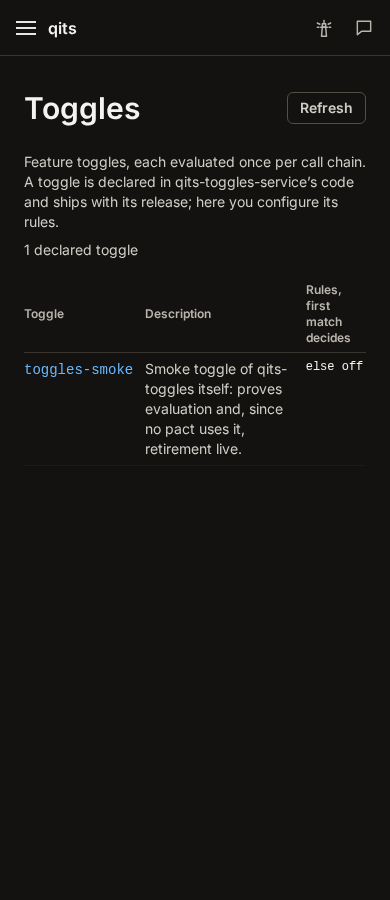 qits
Toggles
Refresh
Feature toggles, each evaluated once per call chain.
A toggle is declared in qits-toggles-service’s code
and ships with its release; here you configure its
rules.
1 declared toggle
Toggle
Description
Rules,
first
match
decides
toggles-smoke
Smoke toggle of qits-
toggles itself: proves
evaluation and, since
no pact uses it,
retirement live.
else off